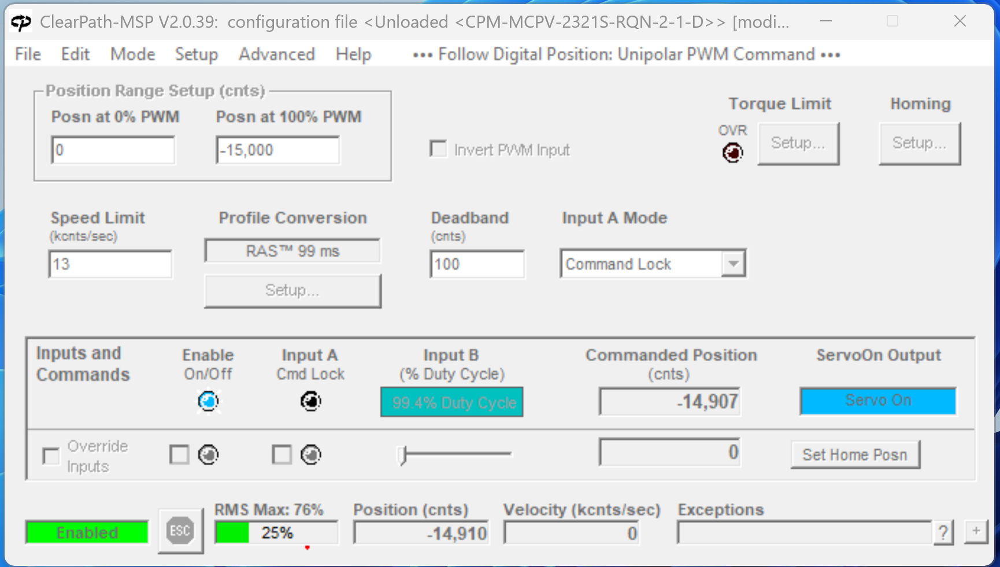 ClearPath-MSP V2.0.39:  configuration file <Unloaded <CPM-MCPV-2321S-RQN-2-1-D>> [modi...
File Edit Mode Setup Advanced Help ••• Follow Digital Position: Unipolar PWM Command •••
Position Range Setup (cnts)
Posn at 0% PWM Posn at 100% PWM
0 -15,000
Invert PWM Input
Torque Limit Homing
OVR
Setup... Setup...
Speed Limit Profile Conversion Deadband Input A Mode
(kcnts/sec) (cnts)
RAS™ 99 ms
13 100 Command Lock
Setup...
Inputs and Commands
Enable Input A Input B Commanded Position ServoOn Output
On/Off Cmd Lock (% Duty Cycle) (cnts)
99.4% Duty Cycle -14,907 Servo On
Override Inputs
0 Set Home Posn
RMS Max: 76% Position (cnts) Velocity (kcnts/sec) Exceptions
Enabled ESC 25% -14,910 0 ? +